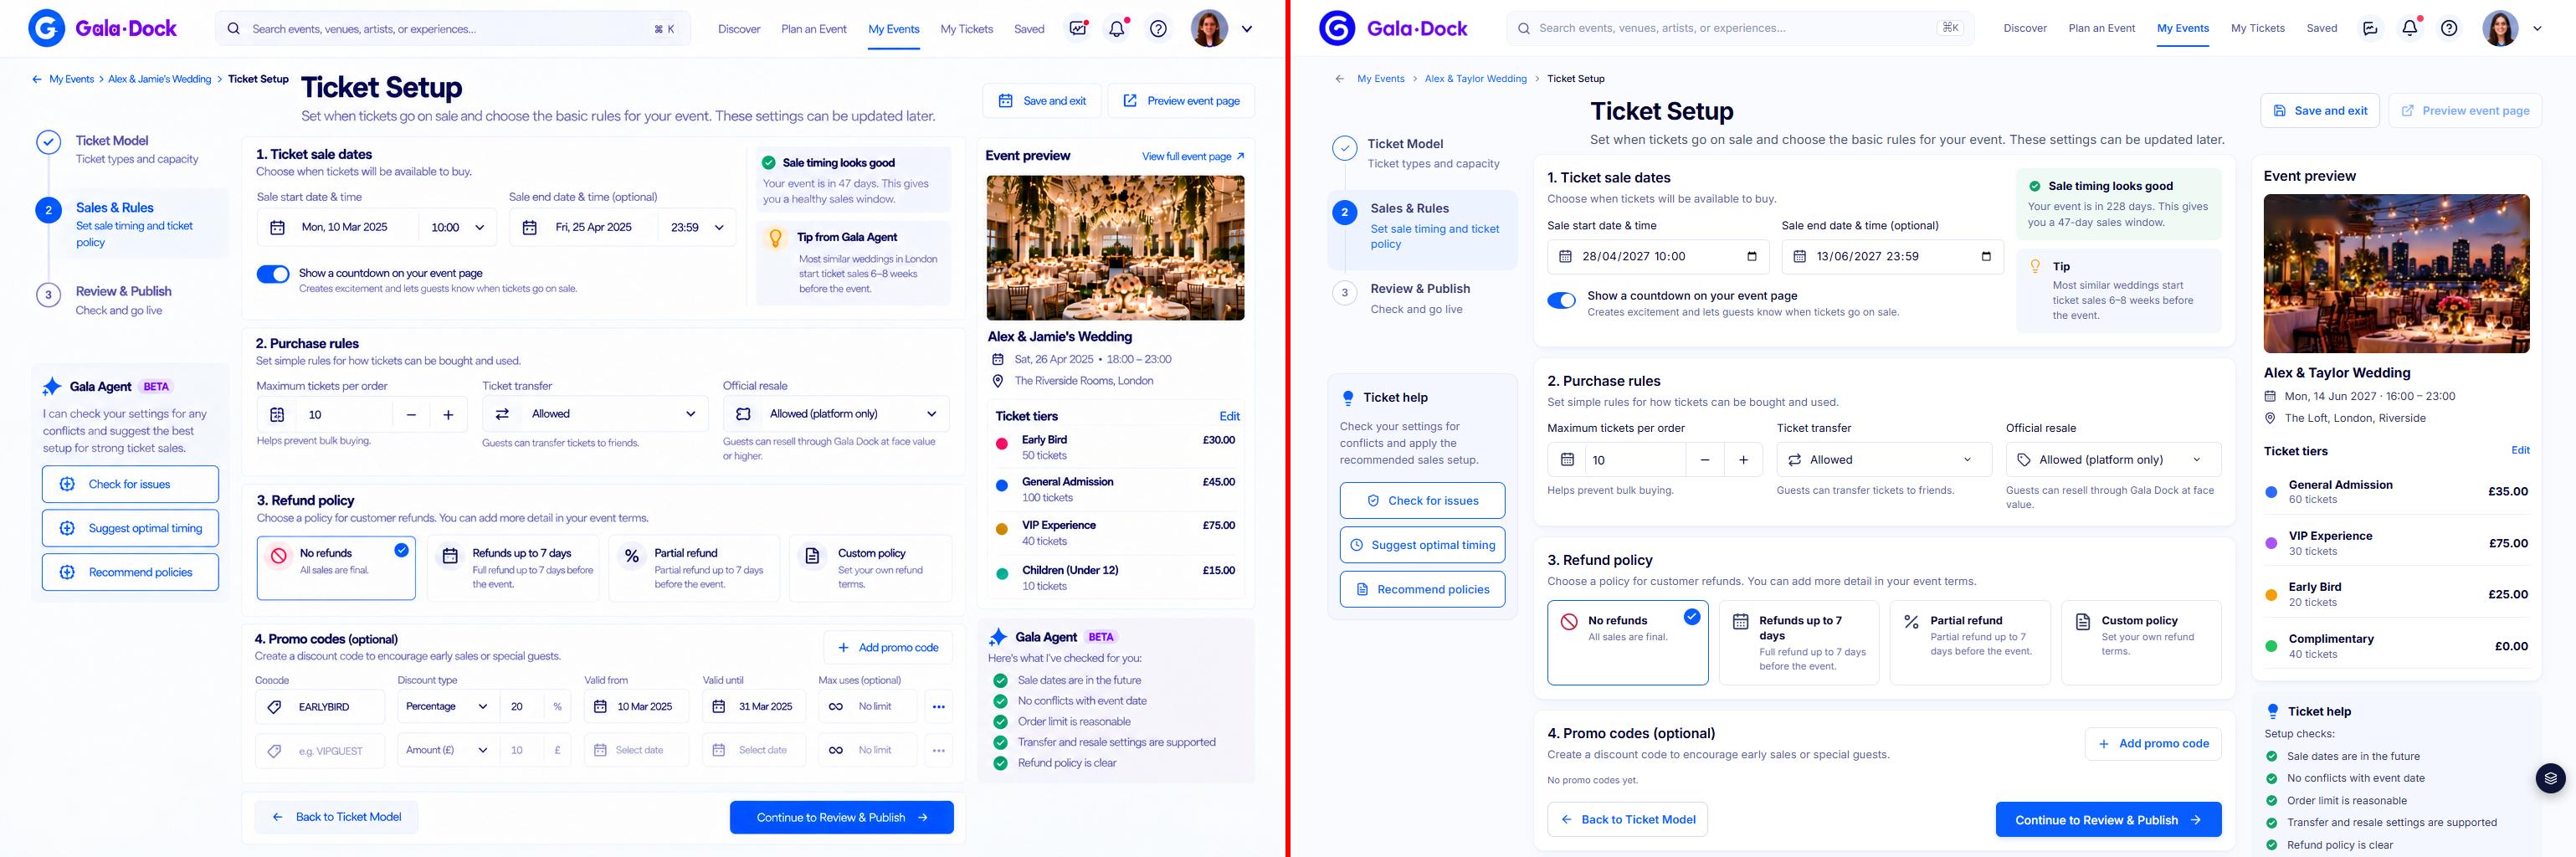 Gala·Dock
Search events, venues, artists, or experiences...
⌘ K
Discover
Plan an Event
My Events
My Tickets
Saved
My Events > Alex & Jamie's Wedding > Ticket Setup
Ticket Setup
Set when tickets go on sale and choose the basic rules for your event. These settings can be updated later.
Save and exit
Preview event page
Ticket Model
Ticket types and capacity
2
Sales & Rules
Set sale timing and ticket
policy
3
Review & Publish
Check and go live
Gala Agent BETA
I can check your settings for any
conflicts and suggest the best
setup for strong ticket sales.
Check for issues
Suggest optimal timing
Recommend policies
1. Ticket sale dates
Choose when tickets will be available to buy.
Sale start date & time
Sale end date & time (optional)
Mon, 10 Mar 2025
10:00
Fri, 25 Apr 2025
23:59
Show a countdown on your event page
Creates excitement and lets guests know when tickets go on sale.
Sale timing looks good
Your event is in 47 days. This gives
you a healthy sales window.
Tip from Gala Agent
Most similar weddings in London
start ticket sales 6–8 weeks
before the event.
2. Purchase rules
Set simple rules for how tickets can be bought and used.
Maximum tickets per order
Ticket transfer
Official resale
10
Allowed
Allowed (platform only)
Helps prevent bulk buying.
Guests can transfer tickets to friends.
Guests can resell through Gala Dock at face value
or higher.
3. Refund policy
Choose a policy for customer refunds. You can add more detail in your event terms.
No refunds
All sales are final.
Refunds up to 7 days
Full refund up to 7 days before
the event.
Partial refund
Partial refund up to 7 days
before the event.
Custom policy
Set your own refund
terms.
4. Promo codes (optional)
Create a discount code to encourage early sales or special guests.
Add promo code
Discount type
Valid from
Valid until
Max uses (optional)
EARLYBIRD
Percentage
20
%
10 Mar 2025
31 Mar 2025
No limit
e.g. VIPGUEST
Amount (£)
10
£
Select date
Select date
No limit
Back to Ticket Model
Continue to Review & Publish
Event preview
View full event page
Alex & Jamie's Wedding
Sat, 26 Apr 2025 • 18:00 – 23:00
The Riverside Rooms, London
Ticket tiers
Edit
Early Bird
£30.00
50 tickets
General Admission
£45.00
100 tickets
VIP Experience
£75.00
40 tickets
Children (Under 12)
£15.00
10 tickets
Gala Agent BETA
Here's what I've checked for you:
Sale dates are in the future
No conflicts with event date
Order limit is reasonable
Transfer and resale settings are supported
Refund policy is clear
Gala·Dock
Search events, venues, artists, or experiences...
⌘K
Discover
Plan an Event
My Events
My Tickets
Saved
My Events > Alex & Taylor Wedding > Ticket Setup
Ticket Setup
Set when tickets go on sale and choose the basic rules for your event. These settings can be updated later.
Save and exit
Preview event page
Ticket Model
Ticket types and capacity
2
Sales & Rules
Set sale timing and ticket
policy
3
Review & Publish
Check and go live
Ticket help
Check your settings for
conflicts and apply the
recommended sales setup.
Check for issues
Suggest optimal timing
Recommend policies
1. Ticket sale dates
Choose when tickets will be available to buy.
Sale start date & time
Sale end date & time (optional)
28/04/2027 10:00
13/06/2027 23:59
Show a countdown on your event page
Creates excitement and lets guests know when tickets go on sale.
Sale timing looks good
Your event is in 228 days. This gives
you a 47-day sales window.
Tip
Most similar weddings start
ticket sales 6–8 weeks before
the event.
2. Purchase rules
Set simple rules for how tickets can be bought and used.
Maximum tickets per order
Ticket transfer
Official resale
10
Allowed
Allowed (platform only)
Helps prevent bulk buying.
Guests can transfer tickets to friends.
Guests can resell through Gala Dock at face
value.
3. Refund policy
Choose a policy for customer refunds. You can add more detail in your event terms.
No refunds
All sales are final.
Refunds up to 7
days
Full refund up to 7 days
before the event.
Partial refund
Partial refund up to 7
days before the event.
Custom policy
Set your own refund
terms.
4. Promo codes (optional)
Create a discount code to encourage early sales or special guests.
Add promo code
No promo codes yet.
Back to Ticket Model
Continue to Review & Publish
Event preview
Alex & Taylor Wedding
Mon, 14 Jun 2027 · 16:00 – 23:00
The Loft, London, Riverside
Ticket tiers
Edit
General Admission
60 tickets
£35.00
VIP Experience
30 tickets
£75.00
Early Bird
20 tickets
£25.00
Complimentary
40 tickets
£0.00
Ticket help
Setup checks:
Sale dates are in the future
No conflicts with event date
Order limit is reasonable
Transfer and resale settings are supported
Refund policy is clear